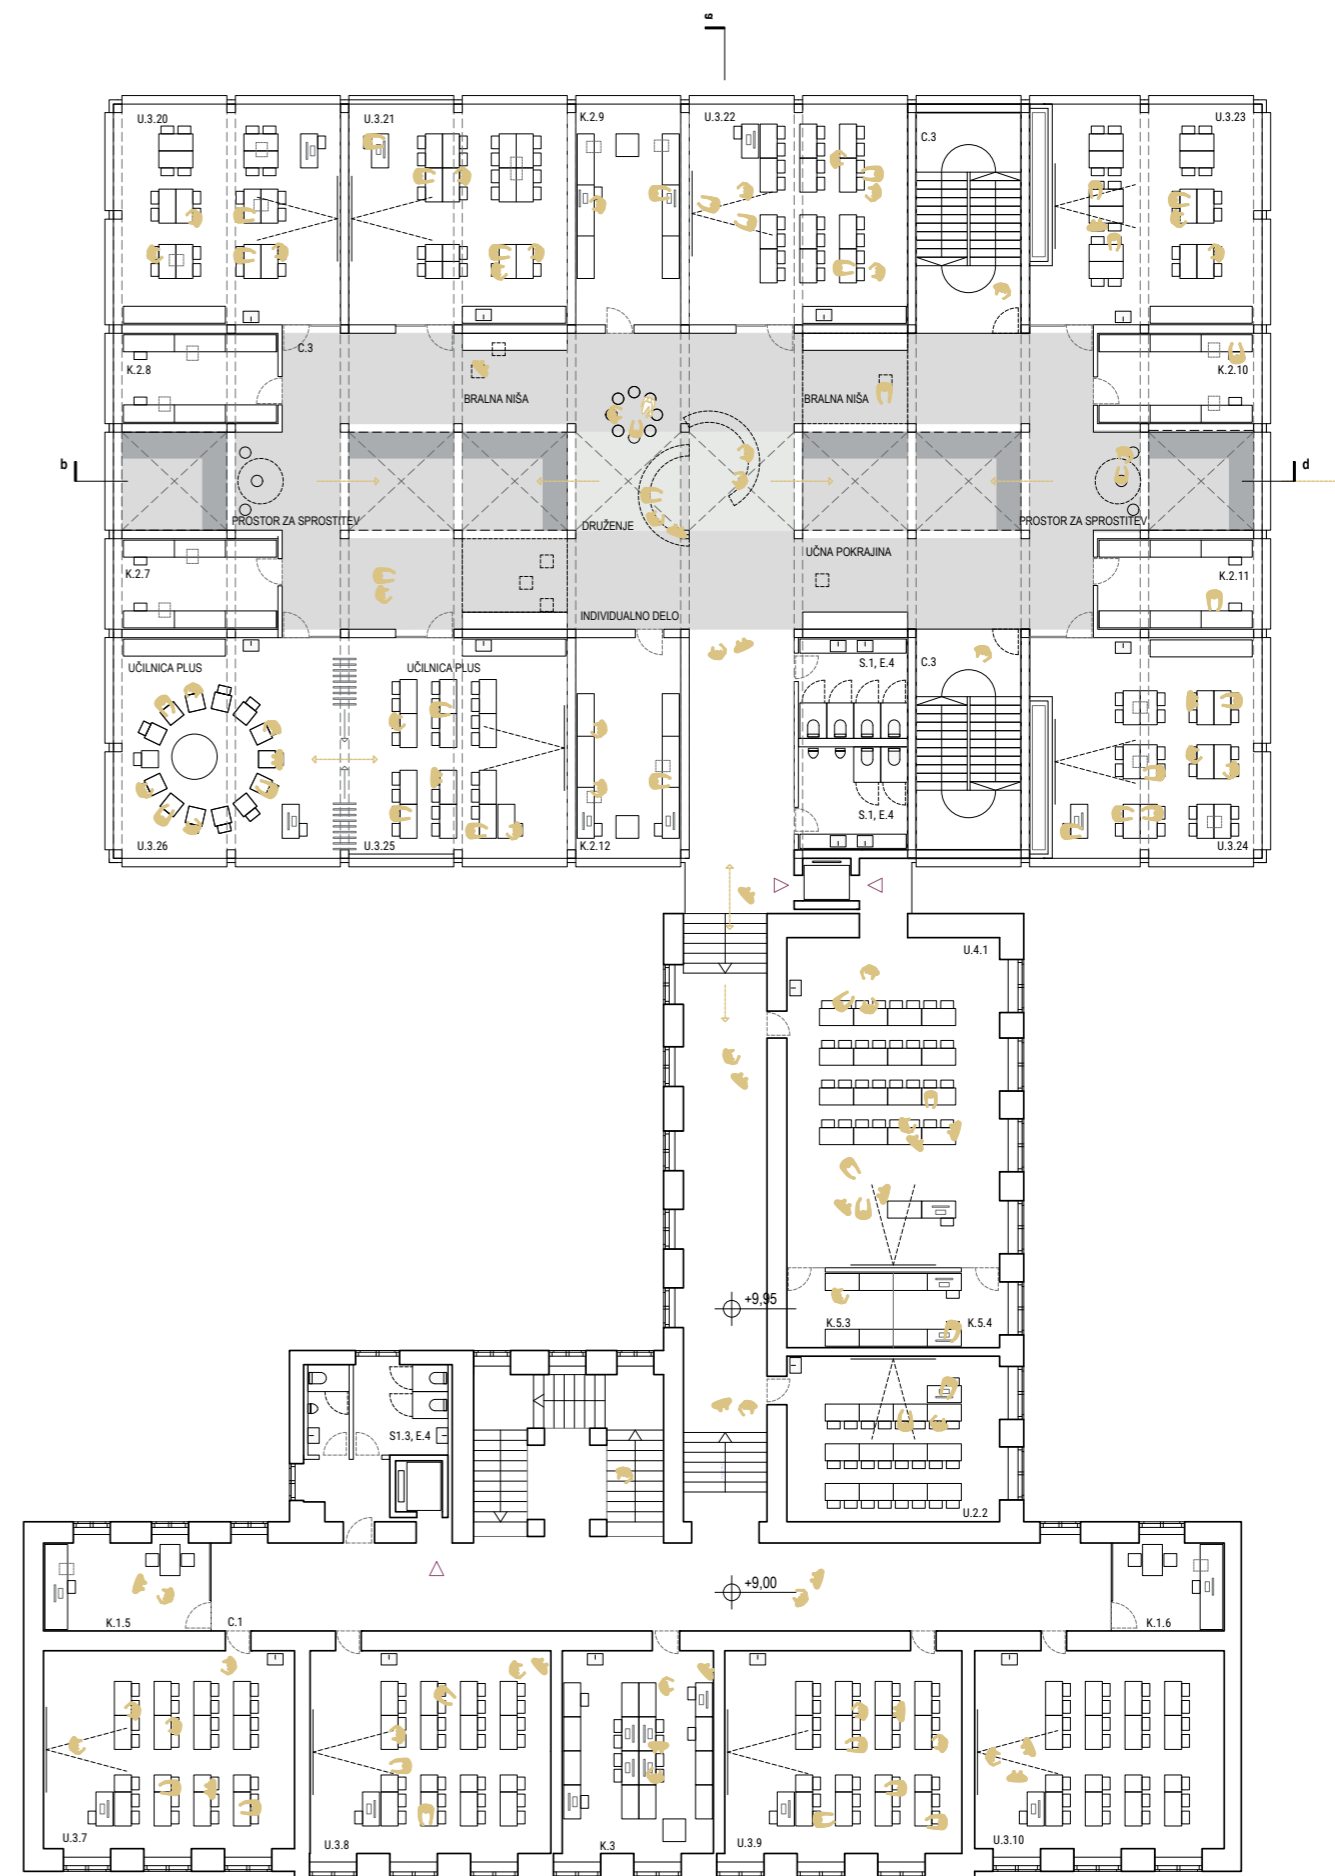 a
U.3.20
U.3.21
K.2.9
U.3.22
C.3
U.3.23
C.3
K.2.8
BRALNA NIŠA
BRALNA NIŠA
K.2.10
b
d
PROSTOR ZA SPROSTITEV
DRUŽENJE
PROSTOR ZA SPROSTITEV
UČNA POKRAJINA
K.2.7
K.2.11
INDIVIDUALNO DELO
UČILNICA PLUS
UČILNICA PLUS
S.1, E.4
C.3
S.1, E.4
U.3.26
U.3.25
K.2.12
U.3.24
U.4.1
+9,95
K.5.3
K.5.4
S1.3, E.4
U.2.2
+9,00
K.1.5
C.1
K.1.6
U.3.7
U.3.8
K.3
U.3.9
U.3.10